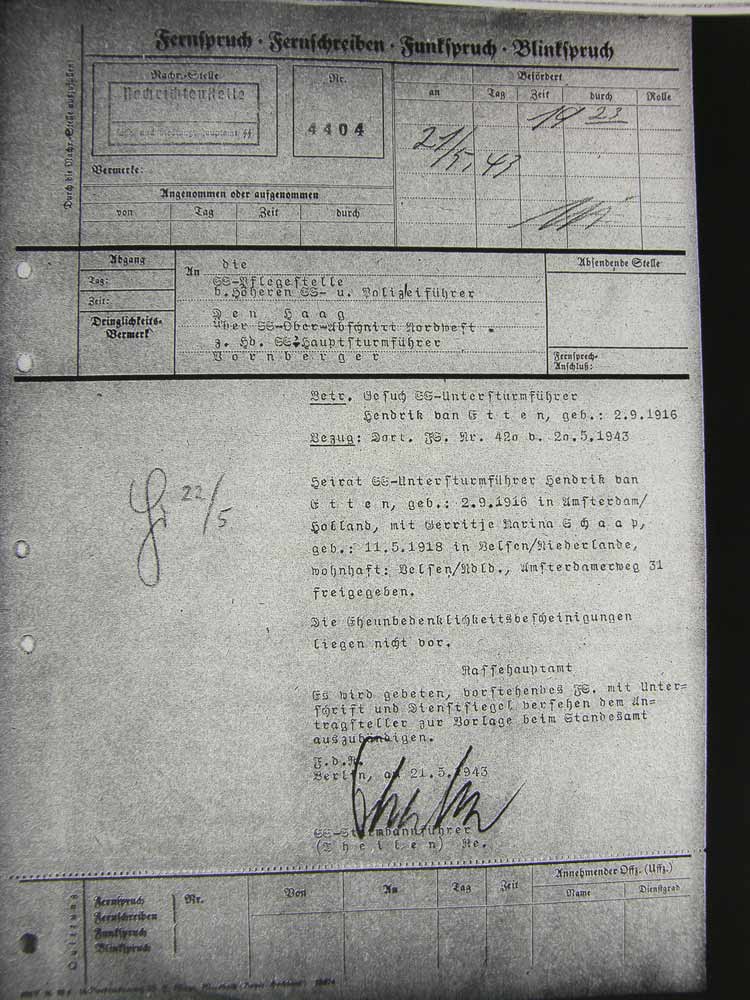 Fernspruch · Fernschreiben · Funkspruch · Blinkspruch
Durch die Nachr.-Stelle auszufüllen
Nachr.-Stelle
Nachrichtenstelle
Nr.
4404
Befördert
an
Tag
Zeit
durch
Rolle
21/5.43
19 23
Vermerke:
Angenommen oder aufgenommen
von
Tag
Zeit
durch
Abgang
Tag:
Zeit:
Dringlichkeits-
Vermerk
An
die
SS-Pflegestelle
b.Höheren SS- u. Polizeiführer
Den Haag
über SS-Ober-Abschnitt Nordwest.
z. Hd. SS-Hauptsturmführer
Vornberger
Absendende Stelle
Fernsprech-
Anschluß:
Betr. Gesuch SS-Untersturmführer
Hendrik van Etten, geb.: 2.9.1916
Bezug: Dort. FS. Nr. 420 v. 20.5.1943
22/5
Heirat SS-Untersturmführer Hendrik van
Etten, geb.: 2.9.1916 in Amsterdam/
Holland, mit Gerritje Marina Schaap,
geb.: 11.5.1918 in Velsen/Niederlande,
wohnhaft: Velsen/Ndld., Amsterdamerweg 31
freigegeben.
Die Eheunbedenklichkeitsbescheinigungen
liegen nicht vor.
Rassehauptamt
Es wird gebeten, vorstehendes FS. mit Unter=
schrift und Dienstsiegel versehen dem An=
tragsteller zur Vorlage beim Standesamt
auszuhändigen.
F.d.R.
Berlin, am 21.5.1943
SS-Sturmbannführer
(Theilen) Re.
Quittung
Fernspruch
Fernschreiben
Funkspruch
Blinkspruch
Nr.
Von
An
Tag
Zeit
Annehmender Offz. (Uffz.)
Name
Dienstgrad